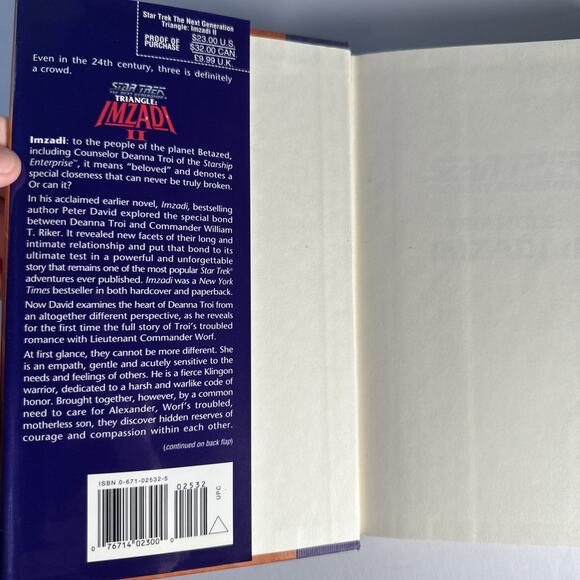 Star Trek The Next Generation
Triangle: Imzadi II
PROOF OF
PURCHASE
$23.00 U.S.
$32.00 CAN.
£9.99 U.K.
Even in the 24th century, three is definitely
a crowd.
STAR TREK
THE NEXT GENERATION
TRIANGLE:
IMZADI
II
Imzadi: to the people of the planet Betazed,
including Counselor Deanna Troi of the Starship
Enterprise™, it means "beloved" and denotes a
special closeness that can never be truly broken.
Or can it?
In his acclaimed earlier novel, Imzadi, bestselling
author Peter David explored the special bond
between Deanna Troi and Commander William
T. Riker. It revealed new facets of their long and
intimate relationship and put that bond to its
ultimate test in a powerful and unforgettable
story that remains one of the most popular Star Trek®
adventures ever published. Imzadi was a New York
Times bestseller in both hardcover and paperback.
Now David examines the heart of Deanna Troi from
an altogether different perspective, as he reveals
for the first time the full story of Troi's troubled
romance with Lieutenant Commander Worf.
At first glance, they cannot be more different. She
is an empath, gentle and acutely sensitive to the
needs and feelings of others. He is a fierce Klingon
warrior, dedicated to a harsh and warlike code of
honor. Brought together, however, by a common
need to care for Alexander, Worf's troubled,
motherless son, they discover hidden reserves of
courage and compassion within each other.
(continued on back flap)
ISBN 0-671-02532-5
02532
UPC
0 76714 02300 0